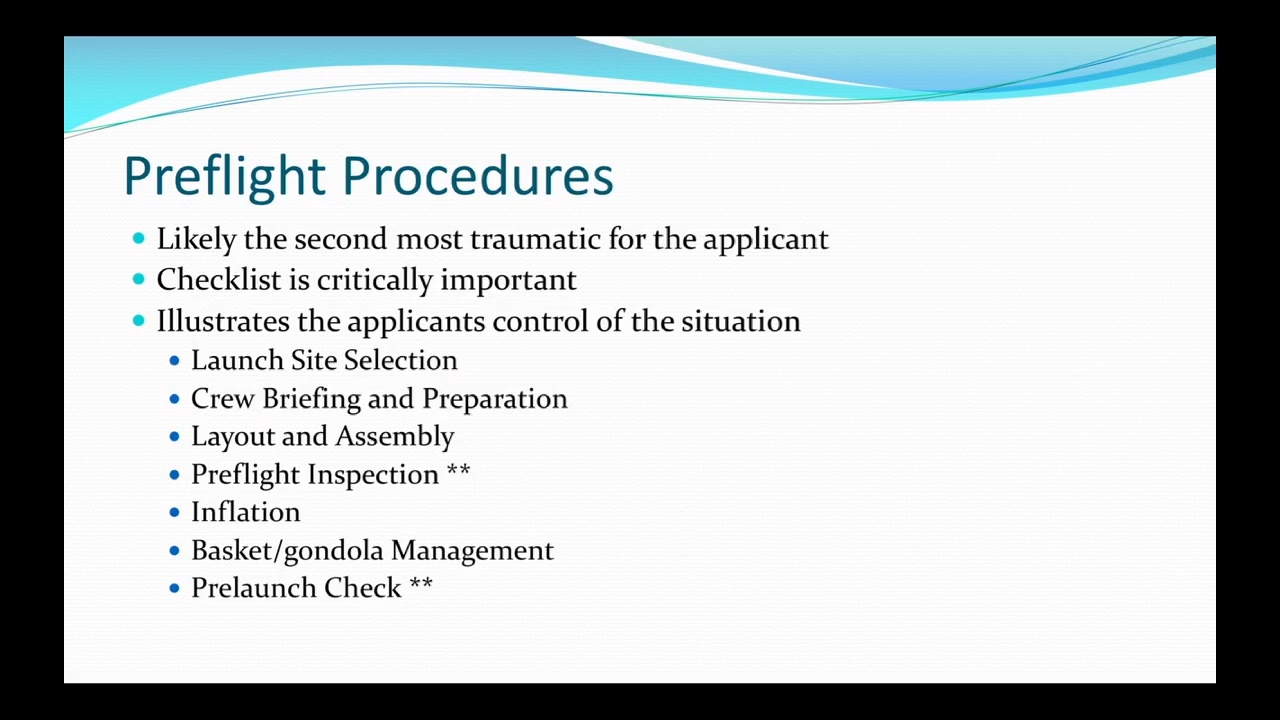 Preflight Procedures
Likely the second most traumatic for the applicant
Checklist is critically important
Illustrates the applicants control of the situation
Launch Site Selection
Crew Briefing and Preparation
Layout and Assembly
Preflight Inspection **
Inflation
Basket/gondola Management
Prelaunch Check **